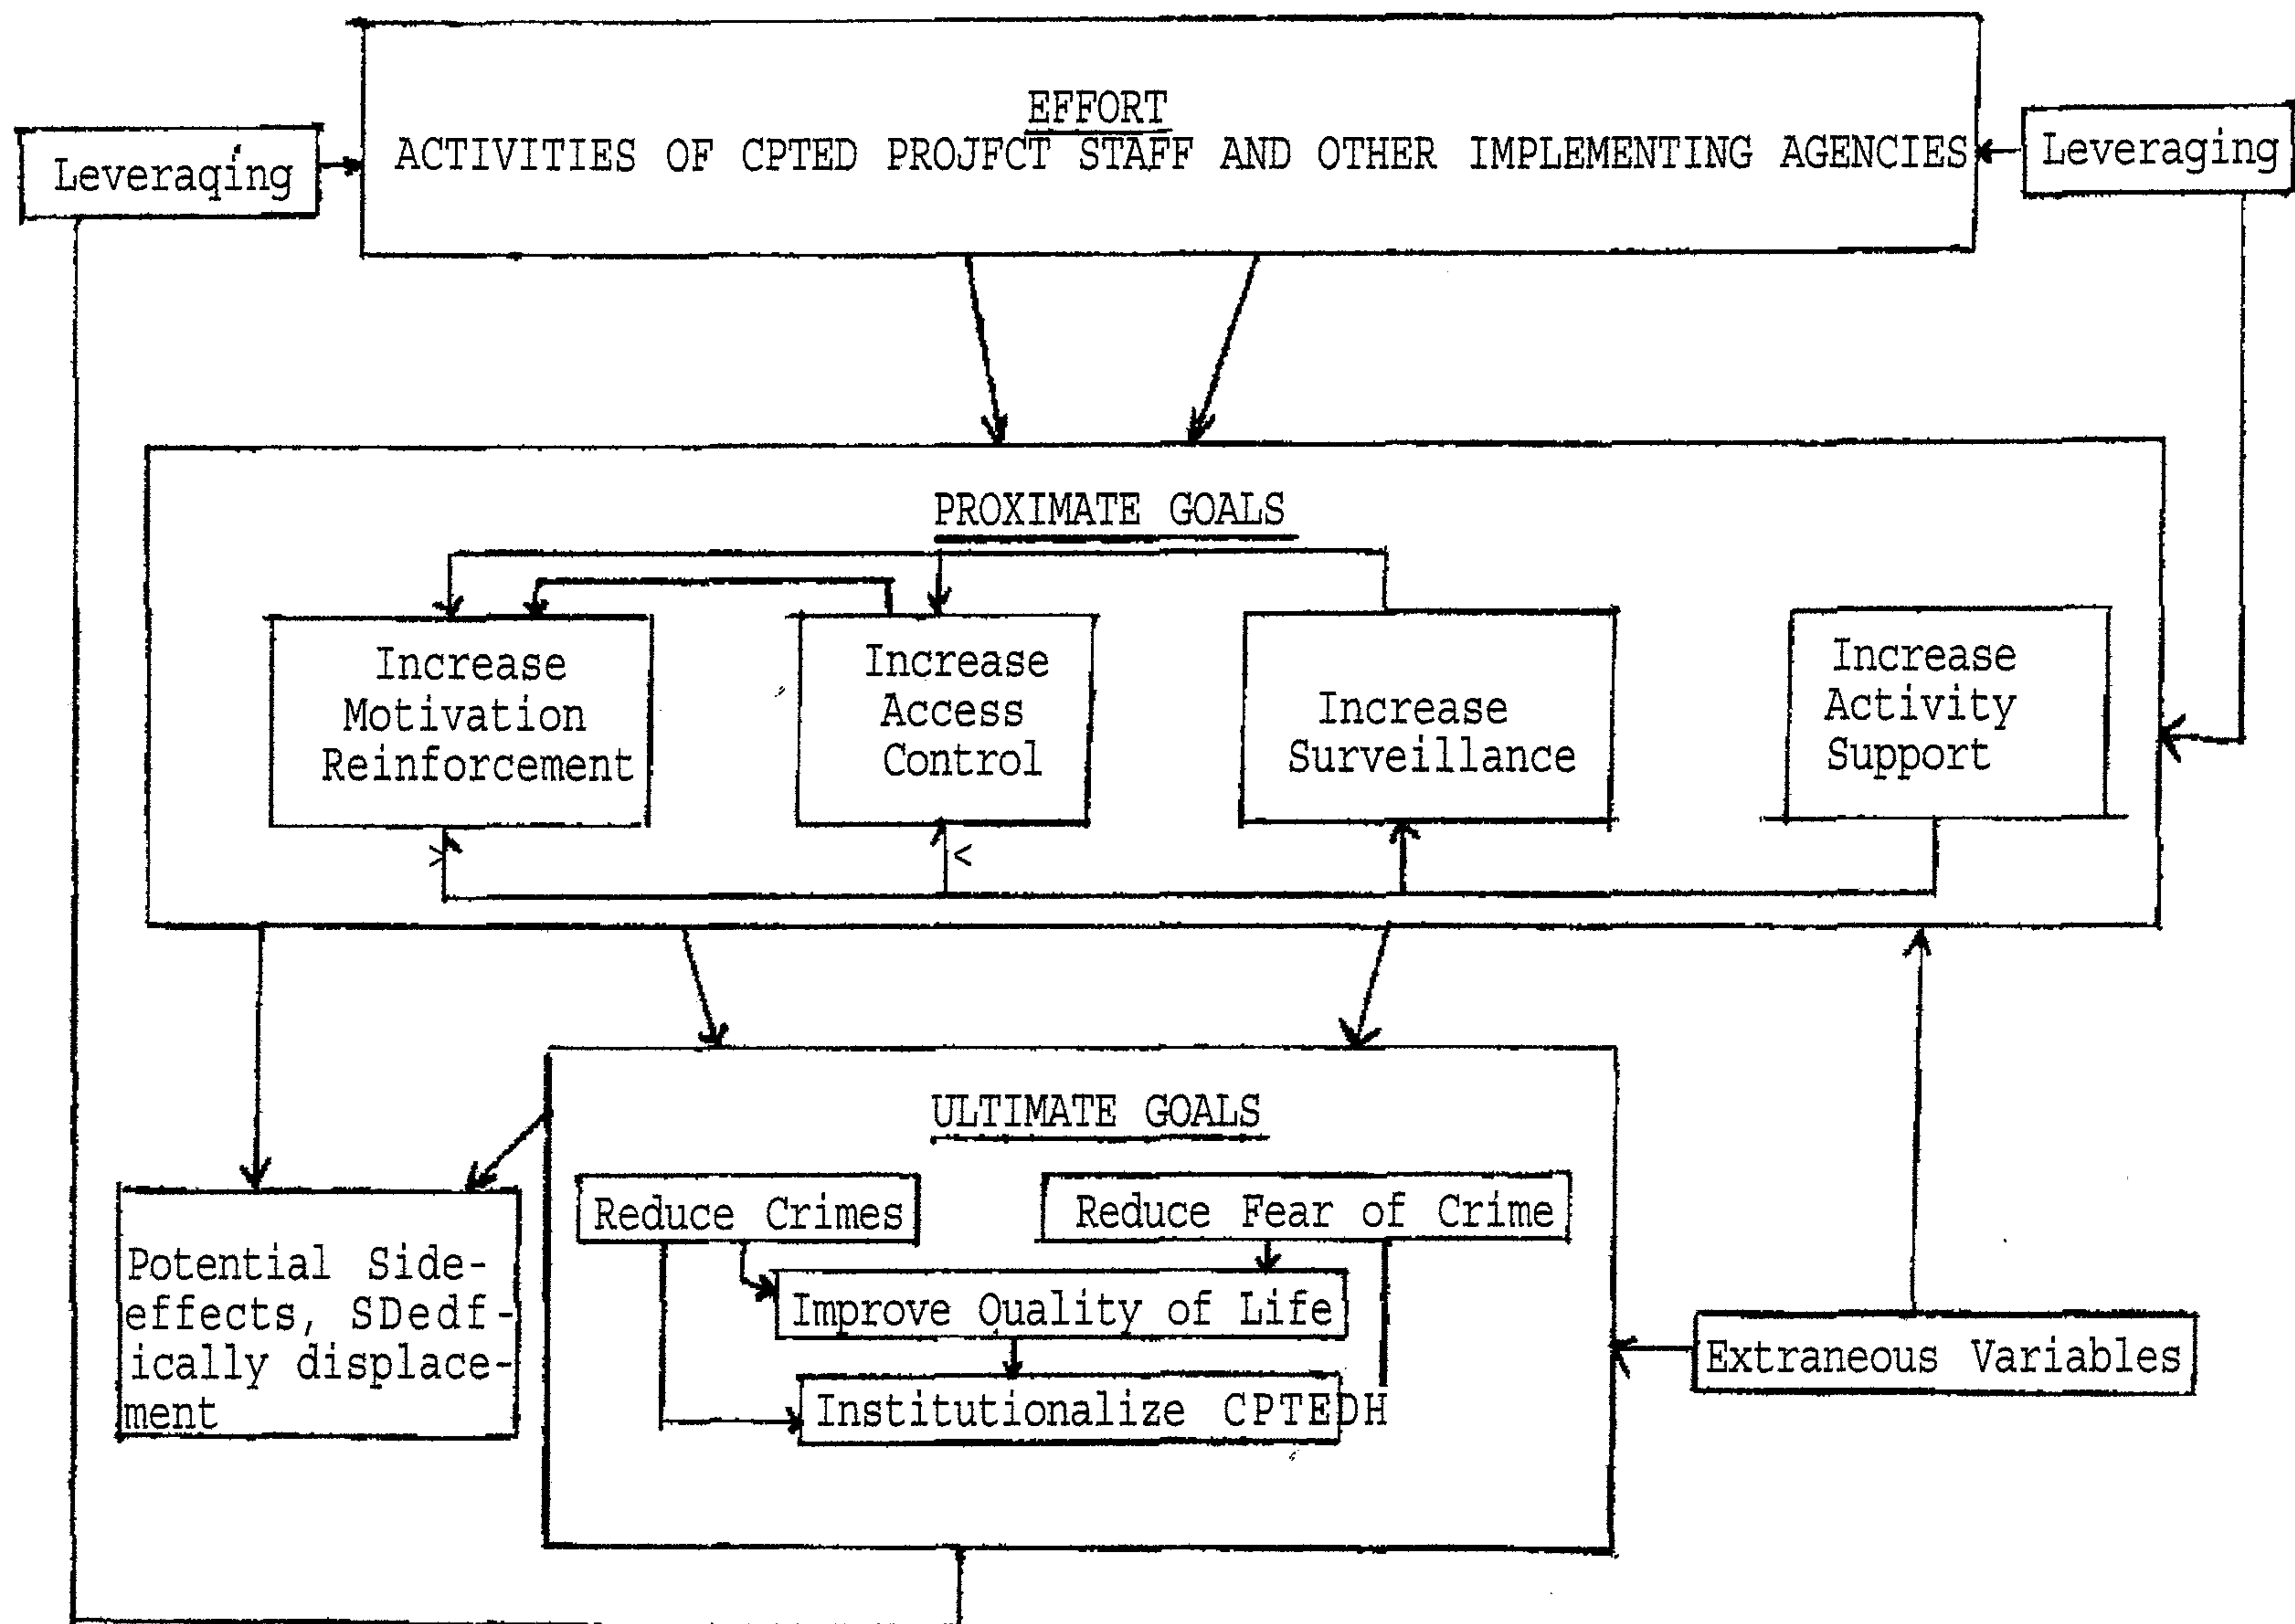 EFFORT
Leveraqing
ACTIVITIES OF CPTED PROJFCT STAFF AND OTHER IMPLEMENTING AGENCIES
Leveraging
PROXIMATE GOALS
Increase
Motivation
Reinforcement
Increase
Access
Control
Increase
Surveillance
Increase
Activity
Support
> <
ULTIMATE GOALS
Reduce Crimes
Reduce Fear of Crime
Improve Quality of Life
Institutionalize CPTEDH
Potential Side-
effects, SDedf-
ically displace-
ment
Extraneous Variables